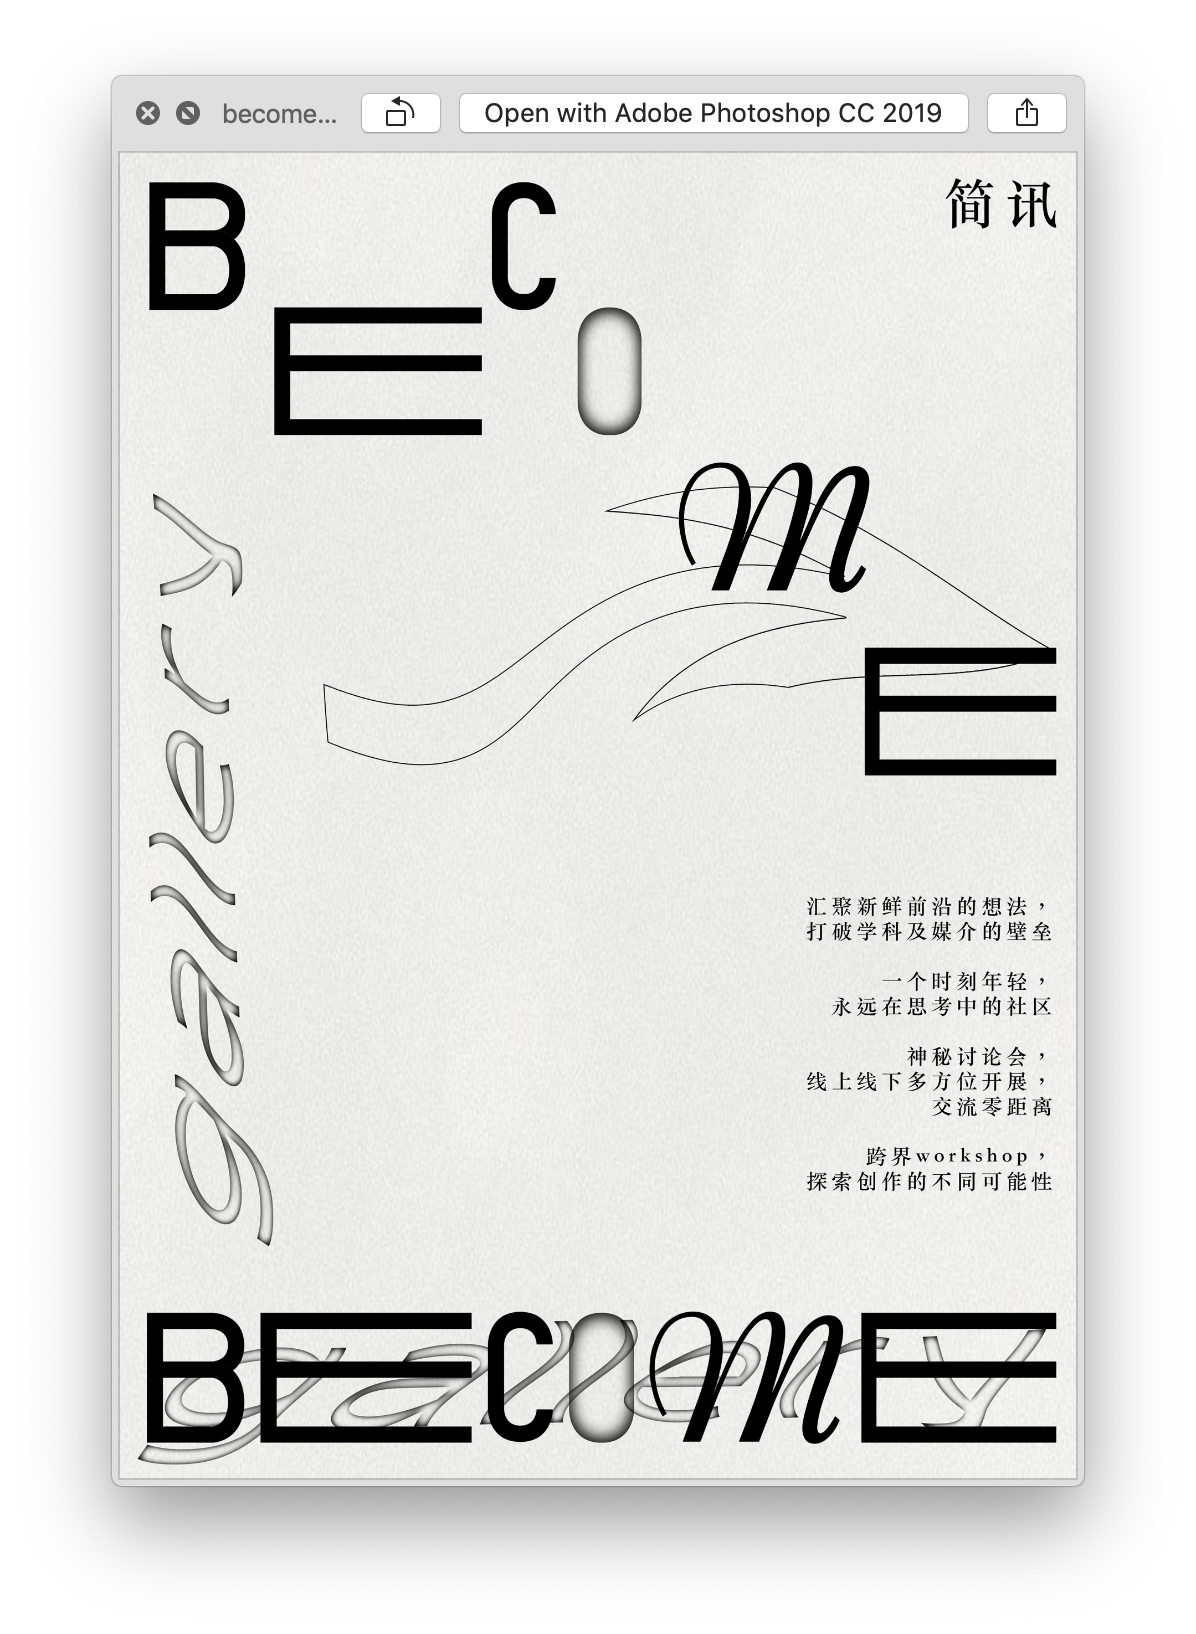 become...
Open with Adobe Photoshop CC 2019
BECOME
简讯
gallery
汇聚新鲜前沿的想法，
打破学科及媒介的壁垒
一个时刻年轻，
永远在思考中的社区
神秘讨论会，
线上线下多方位开展，
交流零距离
跨界workshop，
探索创作的不同可能性
BECOME
gallery